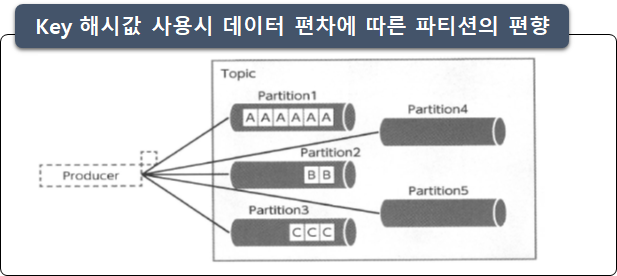 Key 해시값 사용시 데이터 편차에 따른 파티션의 편향
Topic
Partition1
A A A A A A
Partition4
Partition2
B B
Producer
Partition5
Partition3
C C C